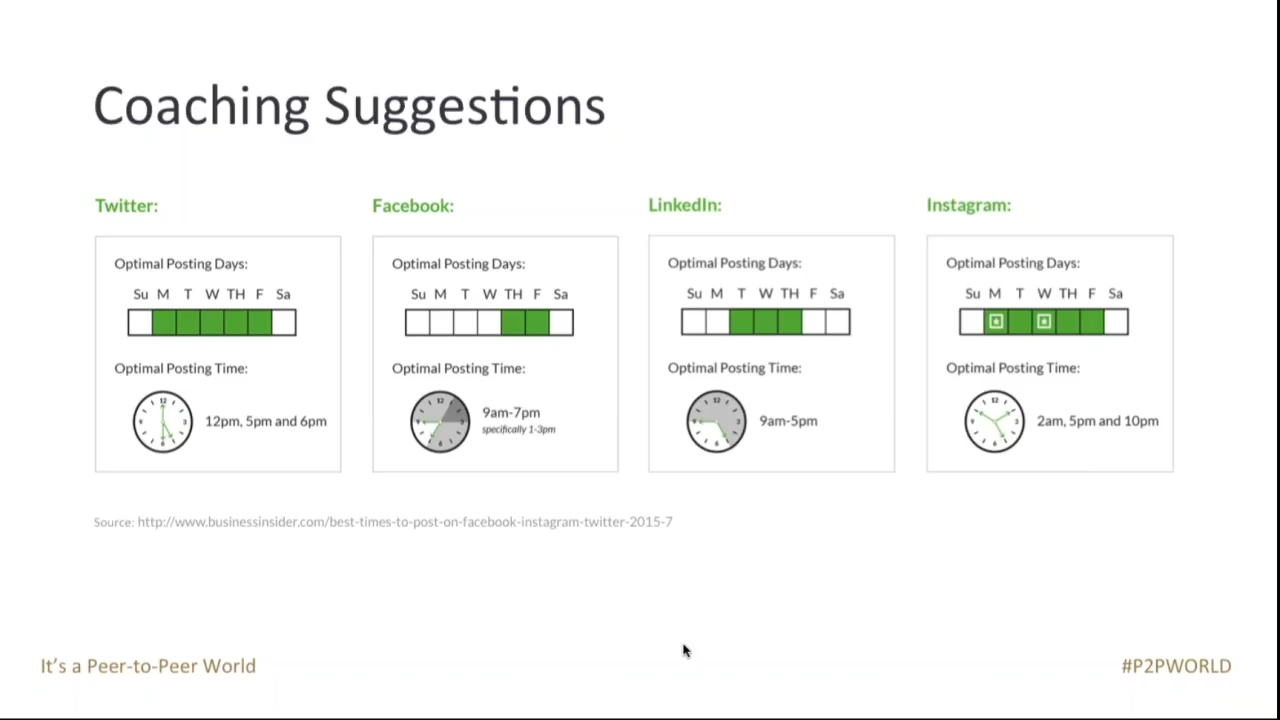 Coaching Suggestions
Twitter:
Optimal Posting Days:
Su M T W TH F Sa
Optimal Posting Time:
12pm, 5pm and 6pm
Facebook:
Optimal Posting Days:
Su M T W TH F Sa
Optimal Posting Time:
9am-7pm
specifically 1-3pm
LinkedIn:
Optimal Posting Days:
Su M T W TH F Sa
Optimal Posting Time:
9am-5pm
Instagram:
Optimal Posting Days:
Su M T W TH F Sa
Optimal Posting Time:
2am, 5pm and 10pm
Source: http://www.businessinsider.com/best-times-to-post-on-facebook-instagram-twitter-2015-7
It's a Peer-to-Peer World
#P2PWORLD